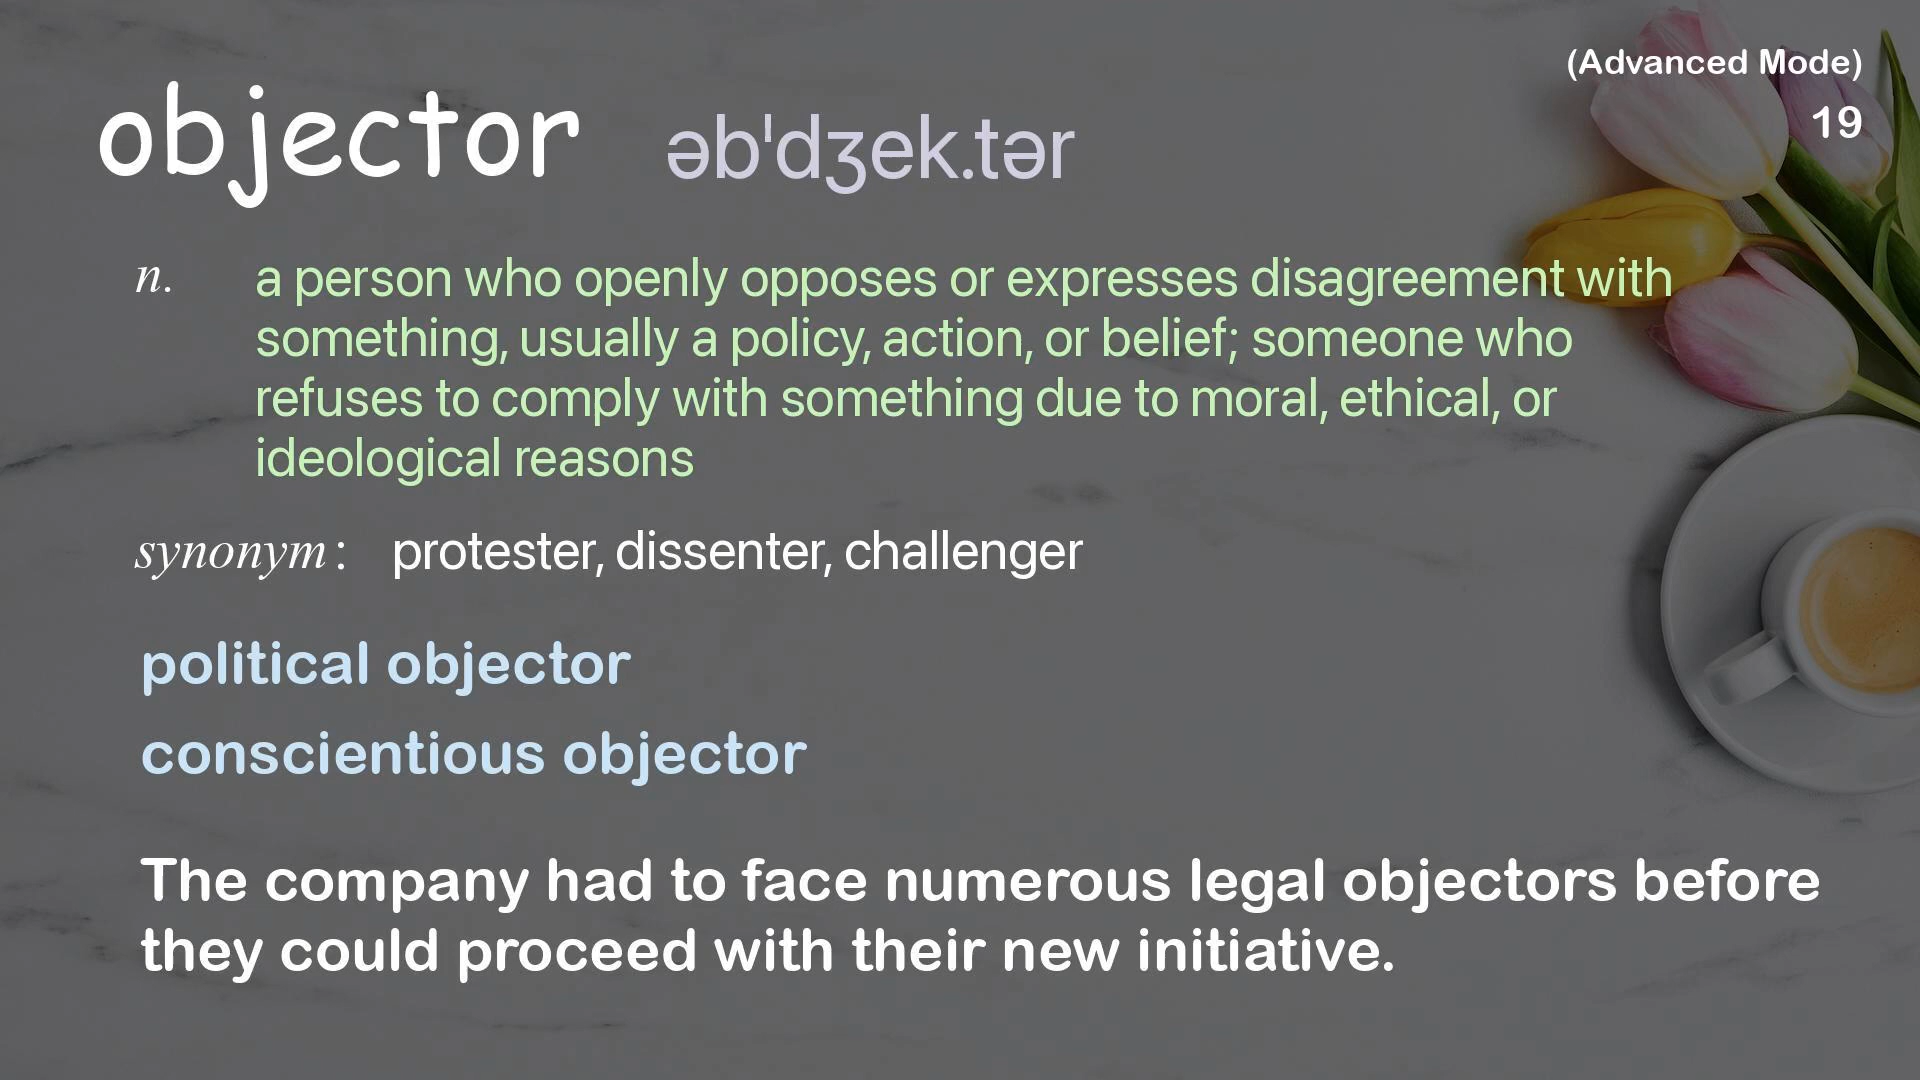 (Advanced Mode)
19
objector əb'dʒek.tər
n. a person who openly opposes or expresses disagreement with
something, usually a policy, action, or belief; someone who
refuses to comply with something due to moral, ethical, or
ideological reasons
synonym: protester, dissenter, challenger
political objector
conscientious objector
The company had to face numerous legal objectors before
they could proceed with their new initiative.